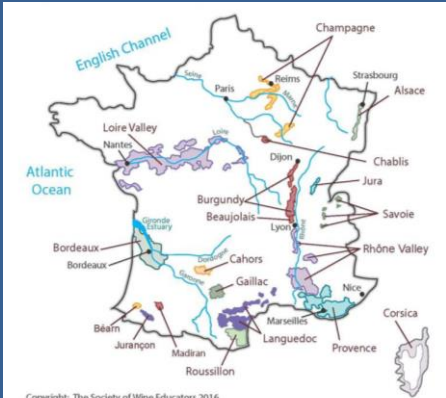 English Channel
Champagne
Seine
Reims
Paris
Marne
Strasbourg
Alsace
Loire Valley
Nantes
Loire
Chablis
Dijon
Atlantic
Ocean
Jura
Burgundy
Beaujolais
Savoie
Lyon
Rhône
Gironde
Estuary
Bordeaux
Bordeaux
Dordogne
Cahors
Rhône Valley
Garonne
Gaillac
Nice
Corsica
Béarn
Jurançon
Madiran
Marseilles
Languedoc
Provence
Roussillon
Copyright: The Society of Wine Educators 2016